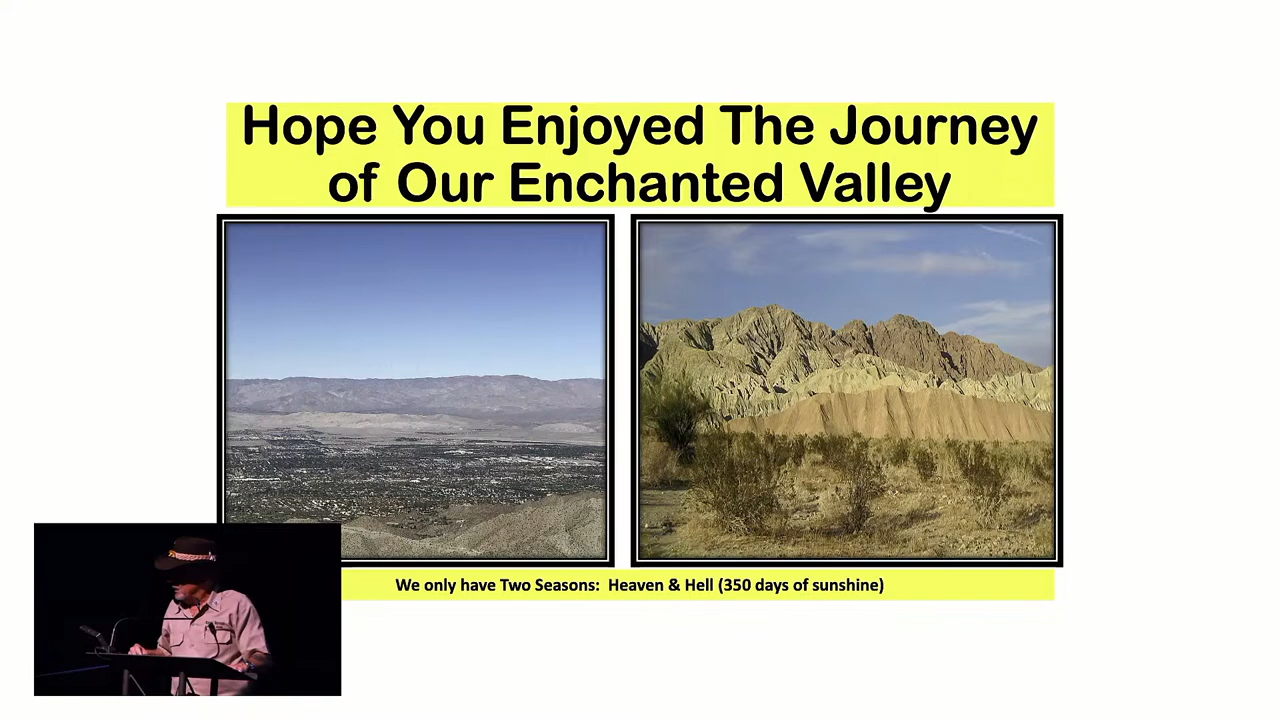 Hope You Enjoyed The Journey
of Our Enchanted Valley
We only have Two Seasons:  Heaven & Hell (350 days of sunshine)